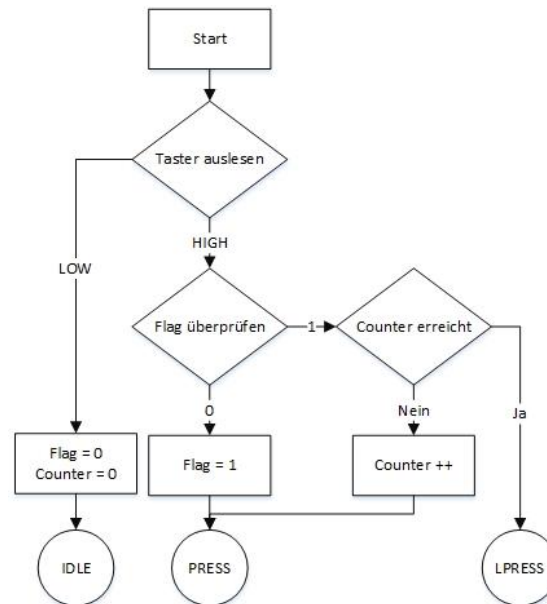 Start
Taster auslesen
LOW
HIGH
Flag überprüfen
1
Counter erreicht
0
Nein
Ja
Flag = 0
Counter = 0
Flag = 1
Counter ++
IDLE
PRESS
LPRESS